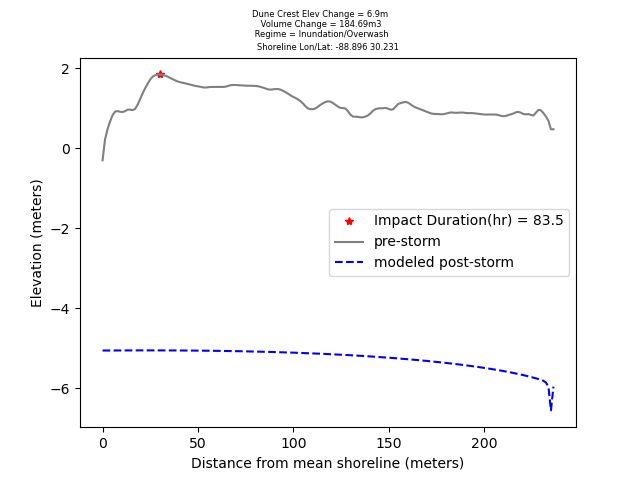 Dune Crest Elev Change = 6.9m
Volume Change = 184.69m3
Regime = Inundation/Overwash
Shoreline Lon/Lat: -88.896 30.231
2
0
−2
−4
−6
Elevation (meters)
Impact Duration(hr) = 83.5
pre-storm
modeled post-storm
0 50 100 150 200
Distance from mean shoreline (meters)